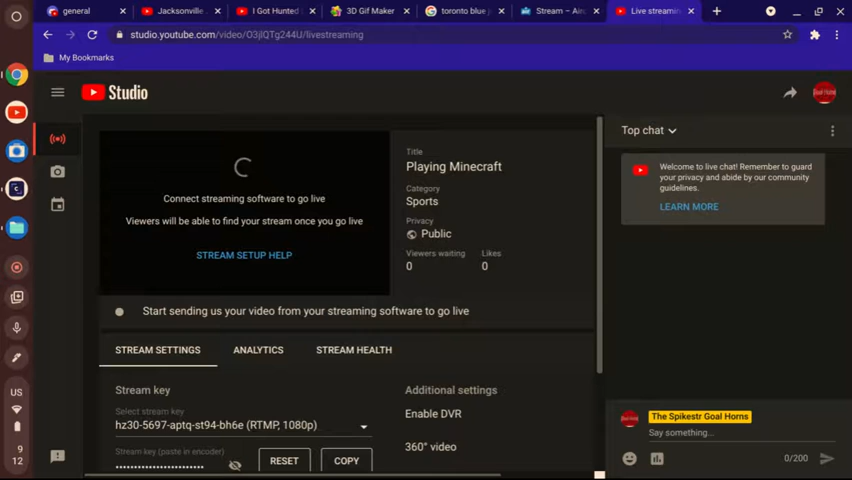 general
Jacksonville
I Got Hunted
3D Gif Maker
toronto blue j
Stream – Air
Live streamin
studio.youtube.com/video/O3jlQTg244U/livestreaming
My Bookmarks
Studio
Top chat
Connect streaming software to go live
Viewers will be able to find your stream once you go live
STREAM SETUP HELP
Title
Playing Minecraft
Category
Sports
Privacy
Public
Viewers waiting
Likes
0
0
Welcome to live chat! Remember to guard
your privacy and abide by our community
guidelines.
LEARN MORE
Start sending us your video from your streaming software to go live
STREAM SETTINGS
ANALYTICS
STREAM HEALTH
Stream key
Select stream key
hz30-5697-aptq-st94-bh6e (RTMP, 1080p)
Stream key (paste in encoder)
RESET
COPY
Additional settings
Enable DVR
360° video
The Spikestr Goal Horns
Say something...
0/200
US
9
12